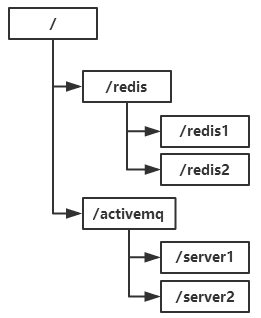 /
/redis
/redis1
/redis2
/activemq
/server1
/server2